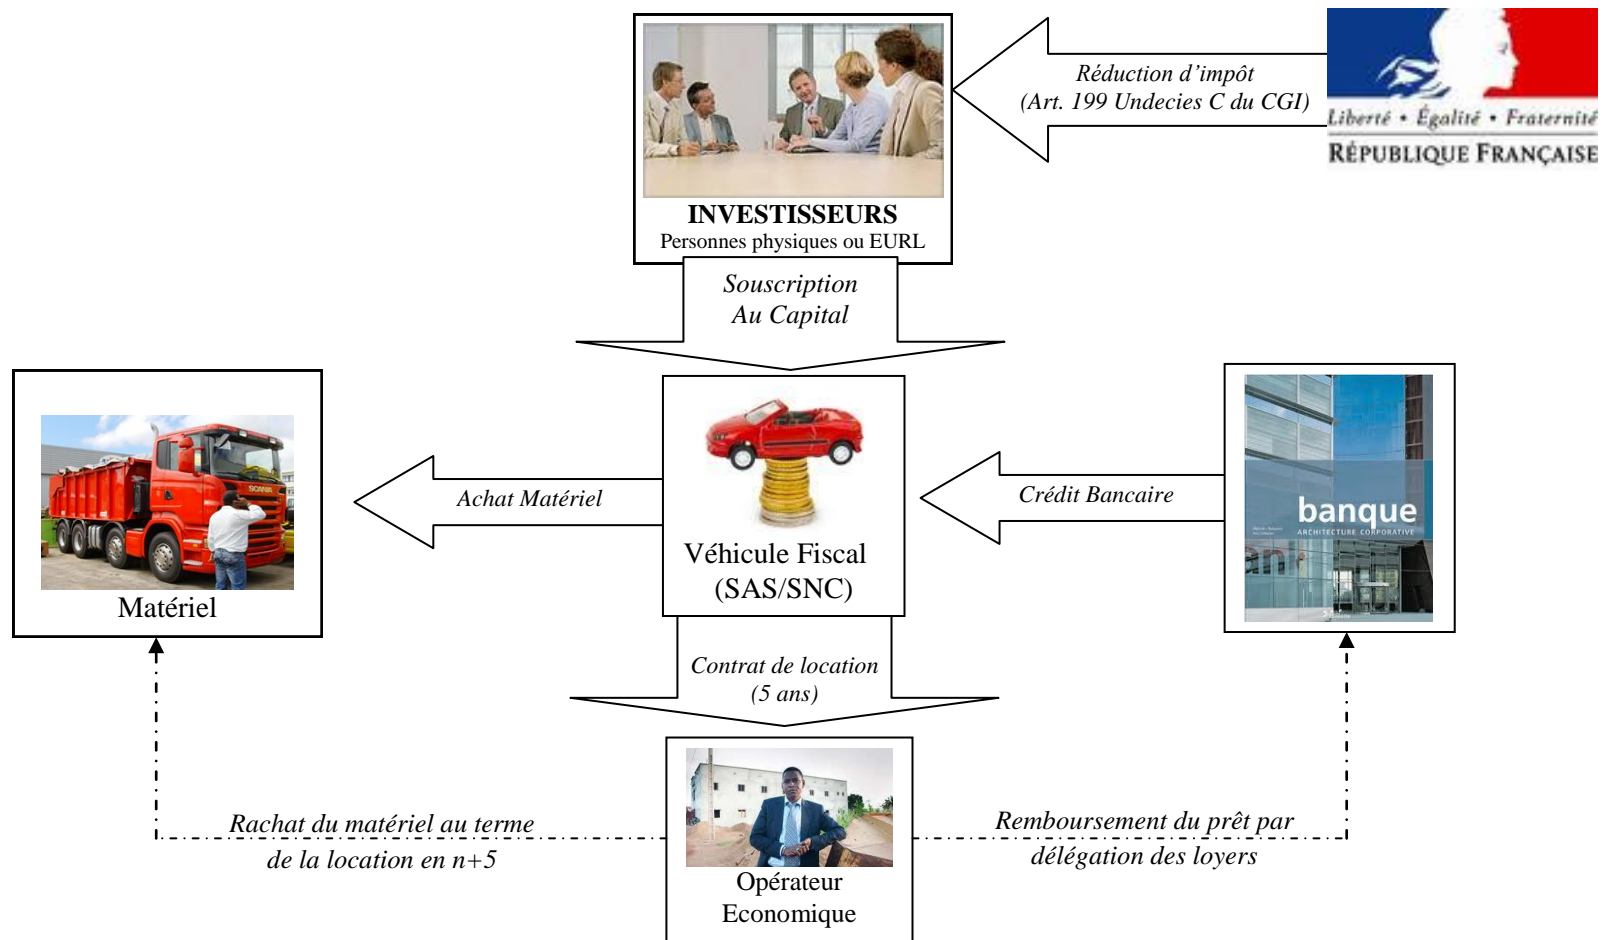 Réduction d’impôt
(Art. 199 Undecies C du CGI)
Liberté • Égalité • Fraternité
RÉPUBLIQUE FRANÇAISE
INVESTISSEURS
Personnes physiques ou EURL
Souscription
Au Capital
SCANIA
Matériel
Achat Matériel
Véhicule Fiscal
(SAS/SNC)
Crédit Bancaire
banque
ARCHITECTURE CORPORATIVE
Contrat de location
(5 ans)
Rachat du matériel au terme
de la location en n+5
Remboursement du prêt par
délégation des loyers
Opérateur
Economique